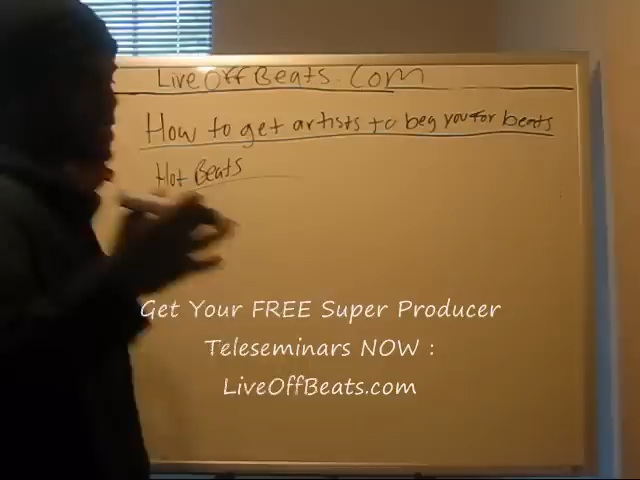 LiveOffBeats.Com
How to get artists to beg you for beats
Hot Beats
Get Your FREE Super Producer
Teleseminars NOW :
LiveOffBeats.com